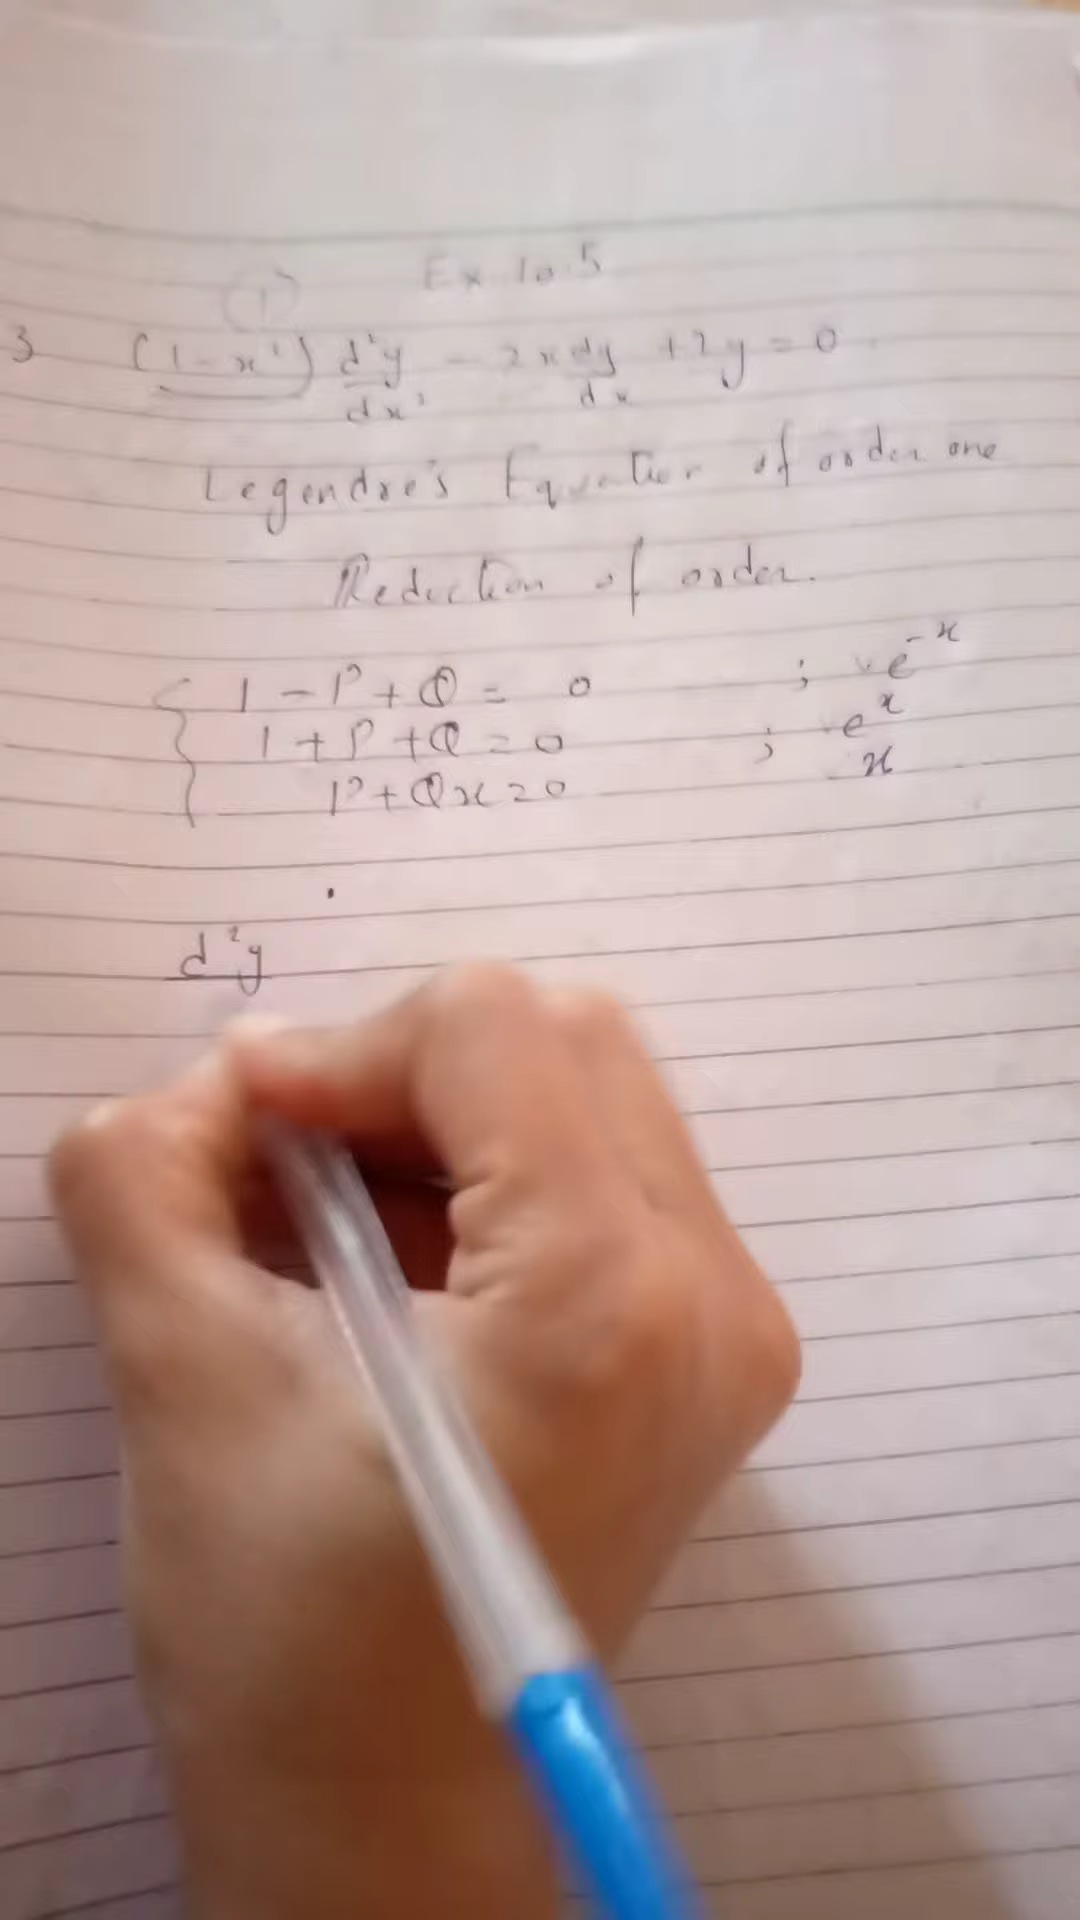 Ex 10.5
(1)
3 (1-x²) d²y/dx² - 2x dy/dx + 2y = 0
Legendre's Equation of order one
Reduction of order.
1 - P + Q = 0 ; e^-x
1 + P + Q = 0 ; e^x
P + Qx = 0 x
d²y